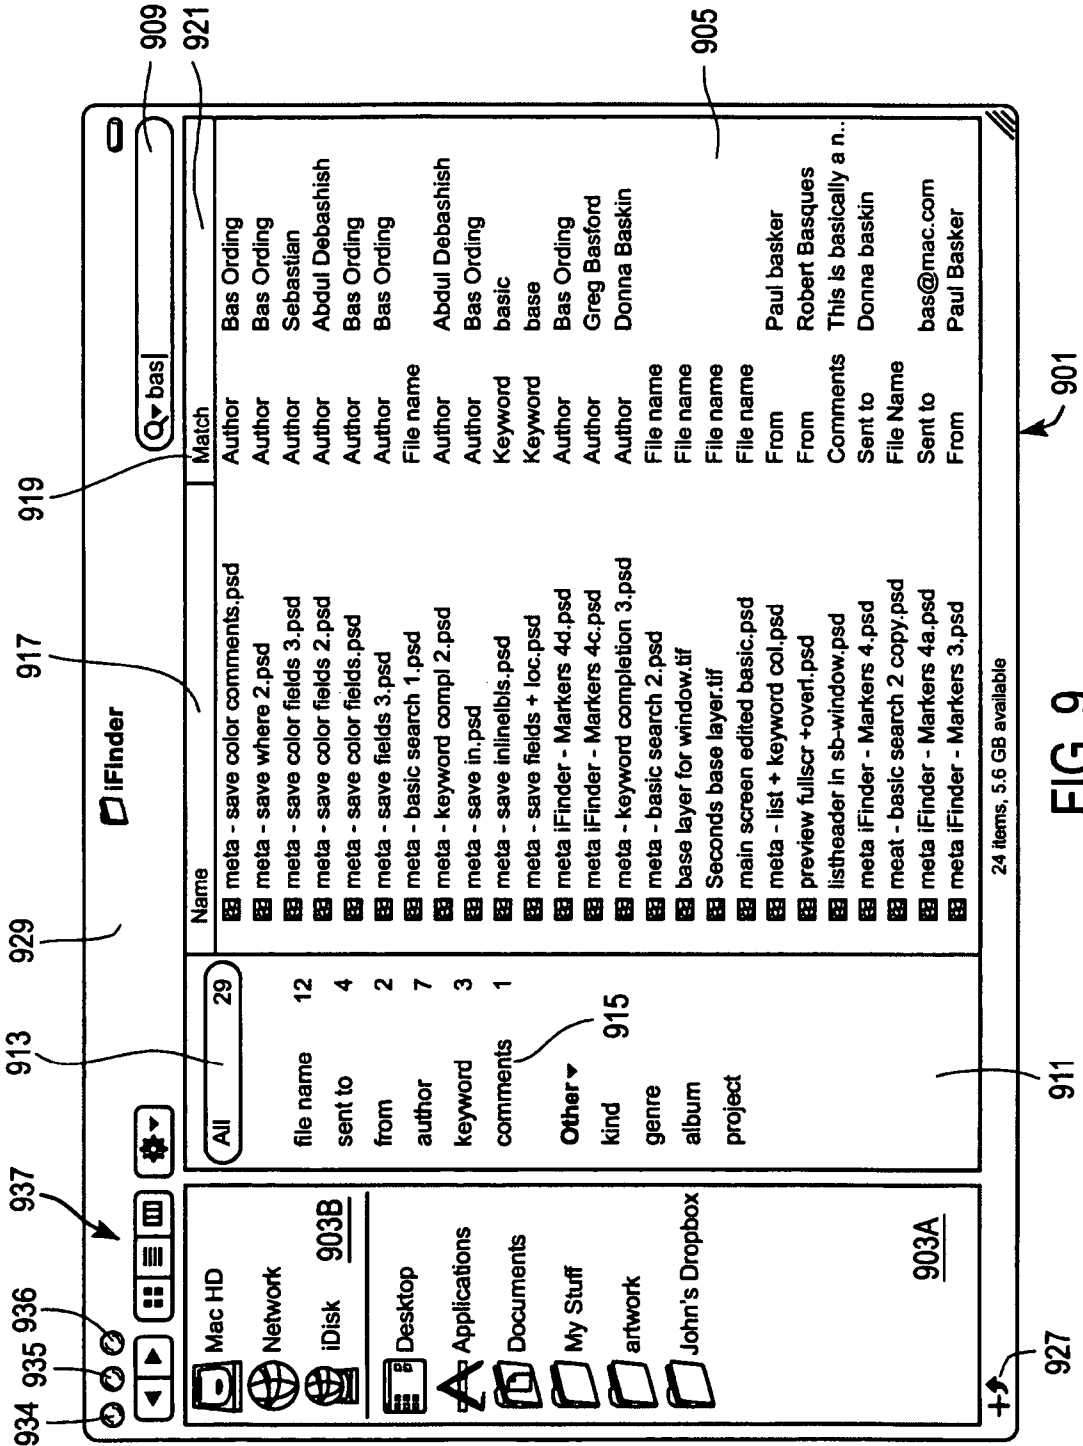 934
935
936
937
913
929
917
919
909
921
iFinder
bas
Mac HD
Network
iDisk
903B
Desktop
Applications
Documents
My Stuff
artwork
John's Dropbox
903A
All 29
file name 12
sent to 4
from 2
author 7
keyword 3
comments 1
915
Other
kind
genre
album
project
Name Match
meta - save color comments.psd Author Bas Ording
meta - save where 2.psd Author Bas Ording
meta - save color fields 3.psd Author Sebastian
meta - save color fields 2.psd Author Abdul Debashish
meta - save color fields.psd Author Bas Ording
meta - save fields 3.psd Author Bas Ording
meta - basic search 1.psd File name
meta - keyword compl 2.psd Author Abdul Debashish
meta - save in.psd Author Bas Ording
meta - save inlinelbls.psd Keyword basic
meta - save fields + loc.psd Keyword base
meta iFinder - Markers 4d.psd Author Bas Ording
meta iFinder - Markers 4c.psd Author Greg Basford
meta - keyword completion 3.psd Author Donna Baskin
meta - basic search 2.psd File name
base layer for window.tif File name
Seconds base layer.tif File name
main screen edited basic.psd File name
meta - list + keyword col.psd From Paul basker
preview fullscr +overl.psd From Robert Basques
listheader in sb-window.psd Comments This is basically a n..
meta iFinder - Markers 4.psd Sent to Donna baskin
meat - basic search 2 copy.psd File Name
meta iFinder - Markers 4a.psd Sent to bas@mac.com
meta iFinder - Markers 3.psd From Paul Basker
905
24 items, 5.6 GB available
927
911
901
FIG. 9